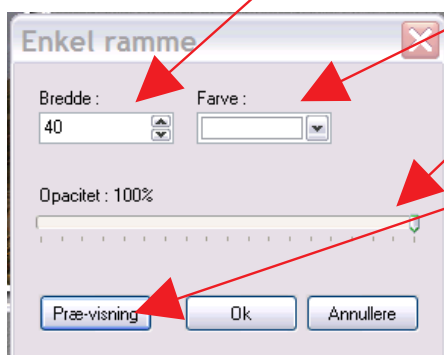 Enkel ramme
Bredde :
Farve :
40
Opacitet : 100%
Præ-visning
Ok
Annullere